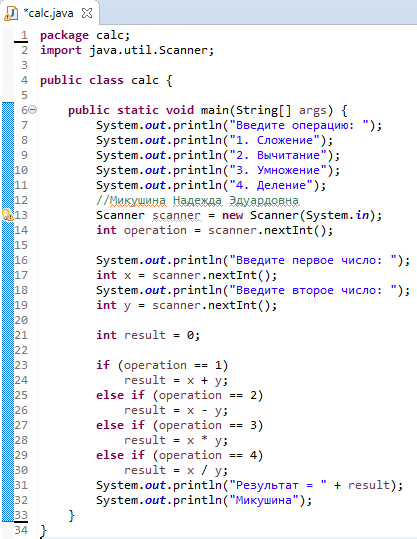 *calc.java
1 package calc;
2 import java.util.Scanner;
3
4 public class calc {
5
6 public static void main(String[] args) {
7 System.out.println("Введите операцию: ");
8 System.out.println("1. Сложение");
9 System.out.println("2. Вычитание");
10 System.out.println("3. Умножение");
11 System.out.println("4. Деление");
12 //Микушина Надежда Эдуардовна
13 Scanner scanner = new Scanner(System.in);
14 int operation = scanner.nextInt();
15
16 System.out.println("Введите первое число: ");
17 int x = scanner.nextInt();
18 System.out.println("Введите второе число: ");
19 int y = scanner.nextInt();
20
21 int result = 0;
22
23 if (operation == 1)
24 result = x + y;
25 else if (operation == 2)
26 result = x - y;
27 else if (operation == 3)
28 result = x * y;
29 else if (operation == 4)
30 result = x / y;
31 System.out.println("Результат = " + result);
32 System.out.println("Микушина");
33 }
34 }